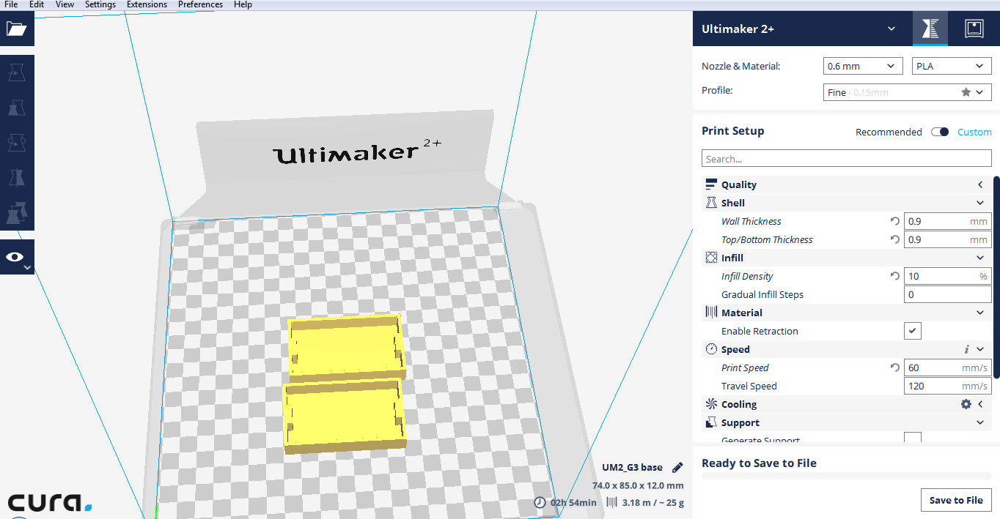 File Edit View Settings Extensions Preferences Help
Ultimaker 2+
Nozzle & Material: 0.6 mm PLA
Profile: Fine - 0.15mm
Print Setup Recommended Custom
Search...
Quality
Shell
Wall Thickness 0.9 mm
Top/Bottom Thickness 0.9 mm
Infill
Infill Density 10 %
Gradual Infill Steps 0
Material
Enable Retraction
Speed i
Print Speed 60 mm/s
Travel Speed 120 mm/s
Cooling
Support
Generate Support
Ready to Save to File
Save to File
Ultimaker 2+
UM2_G3 base
74.0 x 85.0 x 12.0 mm
02h 54min 3.18 m / ~ 25 g
cura.